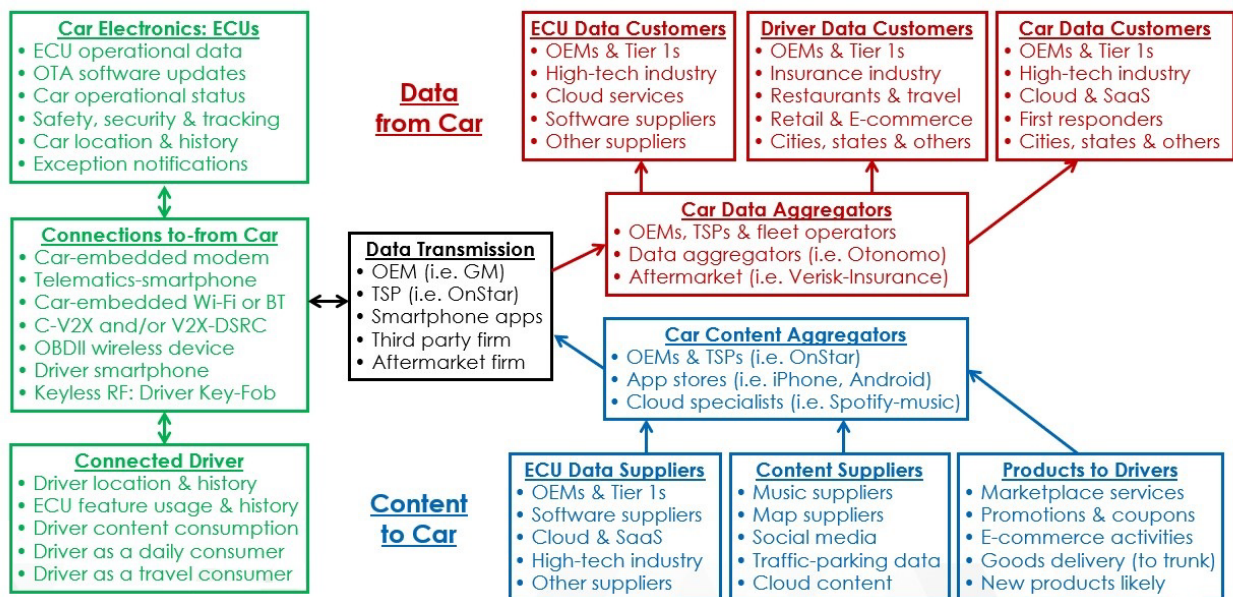 Car Electronics: ECUs
• ECU operational data
• OTA software updates
• Car operational status
• Safety, security & tracking
• Car location & history
• Exception notifications
Connections to-from Car
• Car-embedded modem
• Telematics-smartphone
• Car-embedded Wi-Fi or BT
• C-V2X and/or V2X-DSRC
• OBDII wireless device
• Driver smartphone
• Keyless RF: Driver Key-Fob
Connected Driver
• Driver location & history
• ECU feature usage & history
• Driver content consumption
• Driver as a daily consumer
• Driver as a travel consumer
Data Transmission
• OEM (i.e. GM)
• TSP (i.e. OnStar)
• Smartphone apps
• Third party firm
• Aftermarket firm
Data
from Car
ECU Data Customers
• OEMs & Tier 1s
• High-tech industry
• Cloud services
• Software suppliers
• Other suppliers
Driver Data Customers
• OEMs & Tier 1s
• Insurance industry
• Restaurants & travel
• Retail & E-commerce
• Cities, states & others
Car Data Customers
• OEMs & Tier 1s
• High-tech industry
• Cloud & SaaS
• First responders
• Cities, states & others
Car Data Aggregators
• OEMs, TSPs & fleet operators
• Data aggregators (i.e. Otonomo)
• Aftermarket (i.e. Verisk-Insurance)
Car Content Aggregators
• OEMs & TSPs (i.e. OnStar)
• App stores (i.e. iPhone, Android)
• Cloud specialists (i.e. Spotify-music)
Content
to Car
ECU Data Suppliers
• OEMs & Tier 1s
• Software suppliers
• Cloud & SaaS
• High-tech industry
• Other suppliers
Content Suppliers
• Music suppliers
• Map suppliers
• Social media
• Traffic-parking data
• Cloud content
Products to Drivers
• Marketplace services
• Promotions & coupons
• E-commerce activities
• Goods delivery (to trunk)
• New products likely